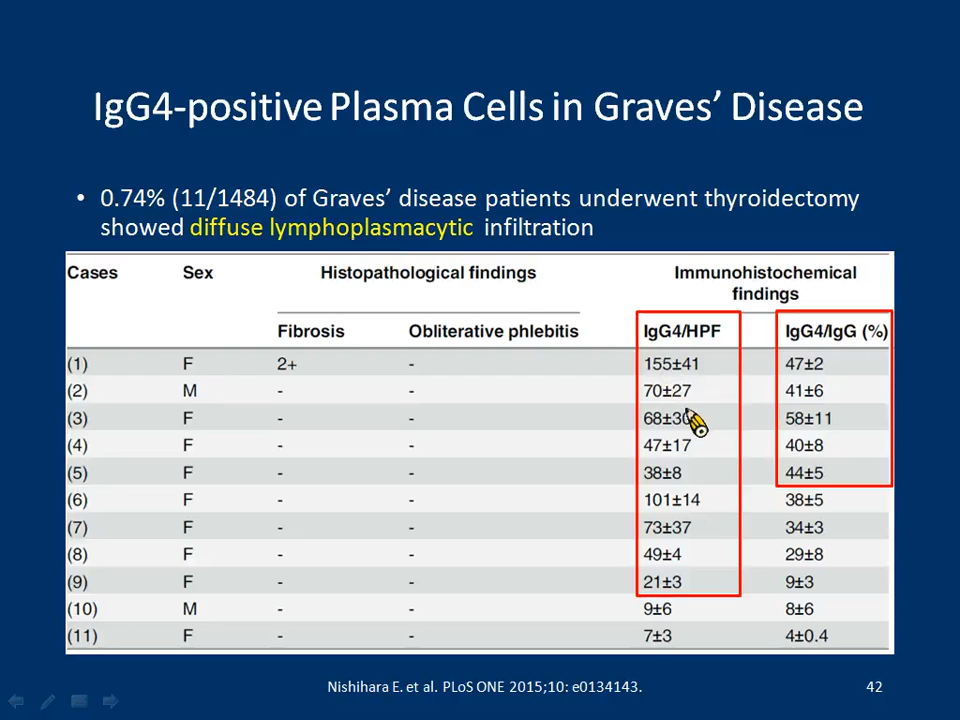 IgG4-positive Plasma Cells in Graves’ Disease
• 0.74% (11/1484) of Graves’ disease patients underwent thyroidectomy
showed diffuse lymphoplasmacytic infiltration
Cases Sex Histopathological findings Immunohistochemical
findings
Fibrosis Obliterative phlebitis IgG4/HPF IgG4/IgG (%)
(1) F 2+ - 155±41 47±2
(2) M - - 70±27 41±6
(3) F - - 68±30 58±11
(4) F - - 47±17 40±8
(5) F - - 38±8 44±5
(6) F - - 101±14 38±5
(7) F - - 73±37 34±3
(8) F - - 49±4 29±8
(9) F - - 21±3 9±3
(10) M - - 9±6 8±6
(11) F - - 7±3 4±0.4
Nishihara E. et al. PLoS ONE 2015;10: e0134143.
42